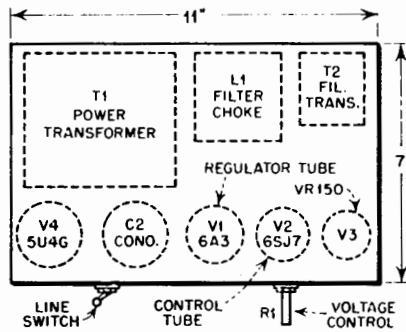 11"
T1
POWER
TRANSFORMER
L1
FILTER
CHOKE
T2
FIL.
TRANS.
7
REGULATOR TUBE
VR150
V4
5U4G
C2
COND.
V1
6A3
V2
6SJ7
V3
LINE
SWITCH
CONTROL
TUBE
R1
VOLTAGE
CONTROL